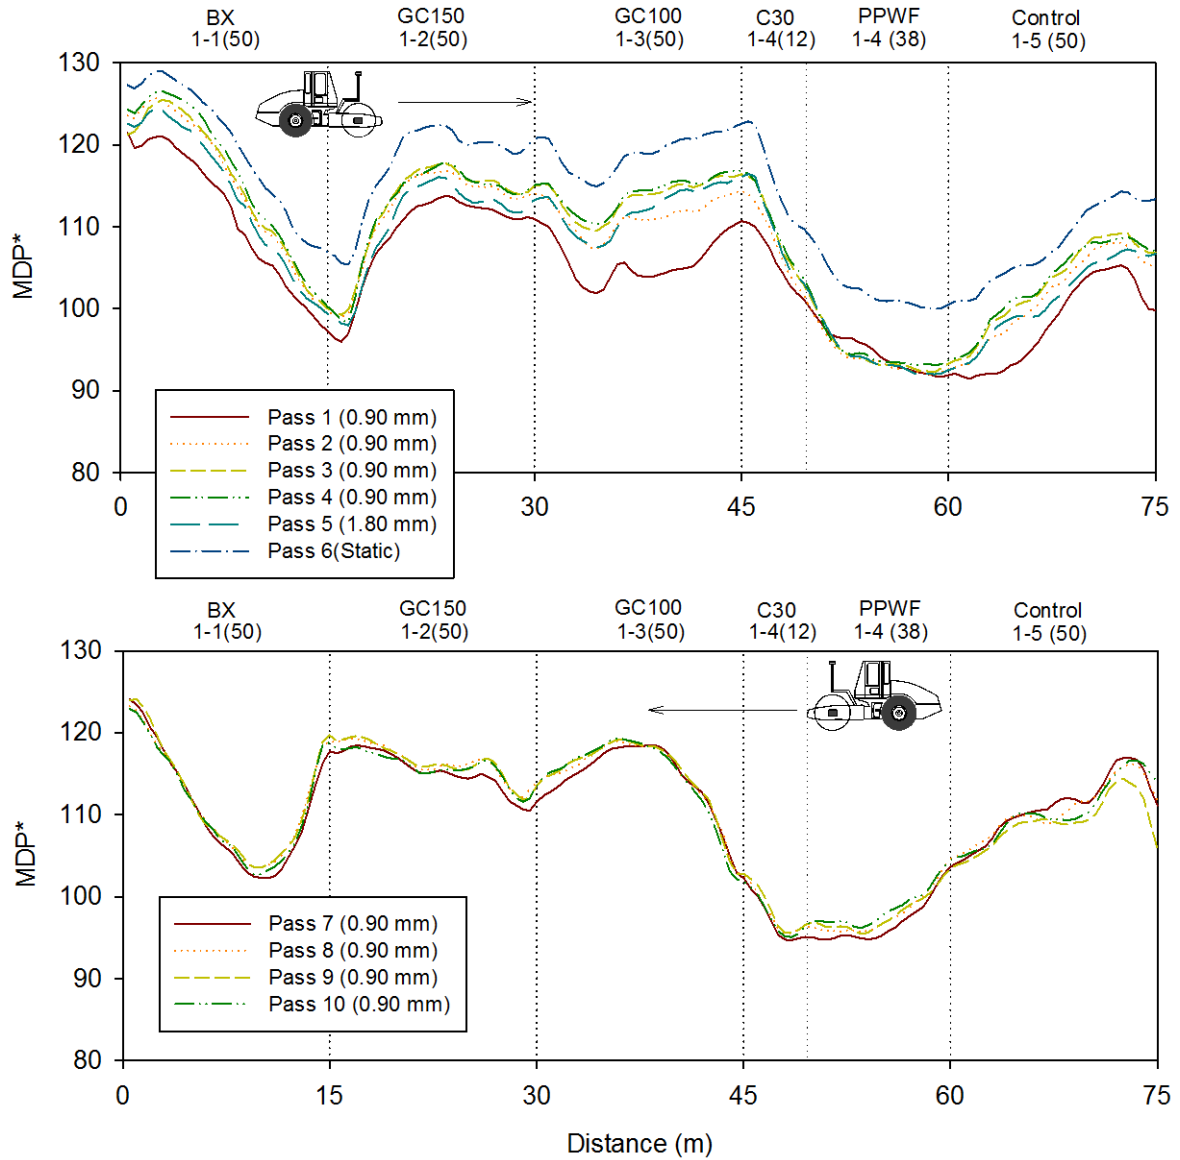 BX GC150 GC100 C30 PPWF Control
1-1(50) 1-2(50) 1-3(50) 1-4(12) 1-4 (38) 1-5 (50)
130
120
110
MDP*
100
90
80
Pass 1 (0.90 mm)
Pass 2 (0.90 mm)
Pass 3 (0.90 mm)
Pass 4 (0.90 mm)
Pass 5 (1.80 mm)
Pass 6(Static)
0 30 45 60 75
BX GC150 GC100 C30 PPWF Control
1-1(50) 1-2(50) 1-3(50) 1-4(12) 1-4 (38) 1-5 (50)
130
120
110
MDP*
100
90
80
Pass 7 (0.90 mm)
Pass 8 (0.90 mm)
Pass 9 (0.90 mm)
Pass 10 (0.90 mm)
0 15 30 45 60 75
Distance (m)